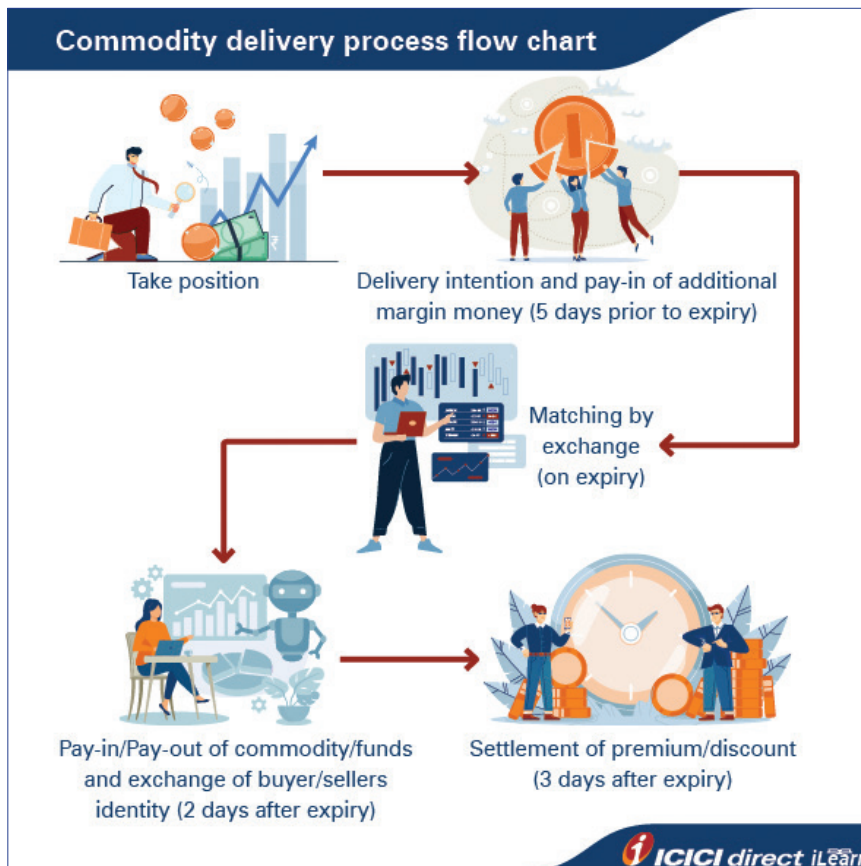 Commodity delivery process flow chart
Take position
Delivery intention and pay-in of additional
margin money (5 days prior to expiry)
Matching by
exchange
(on expiry)
Pay-in/Pay-out of commodity/funds
and exchange of buyer/sellers
identity (2 days after expiry)
Settlement of premium/discount
(3 days after expiry)
ICICI direct